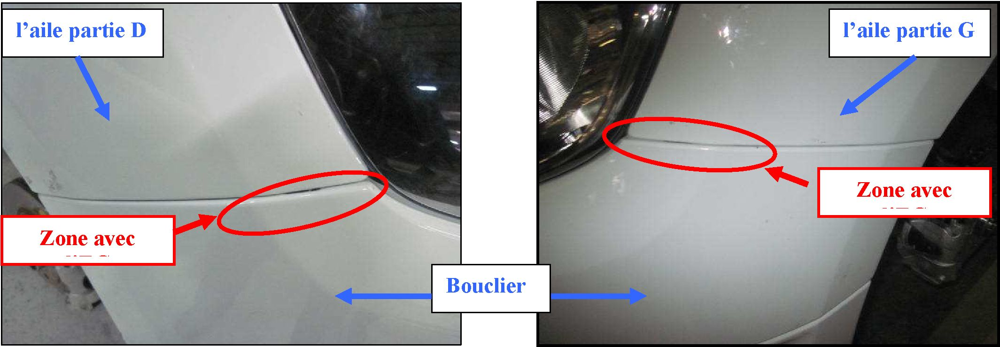 l’aile partie D
l’aile partie G
Zone avec
Zone avec
Bouclier